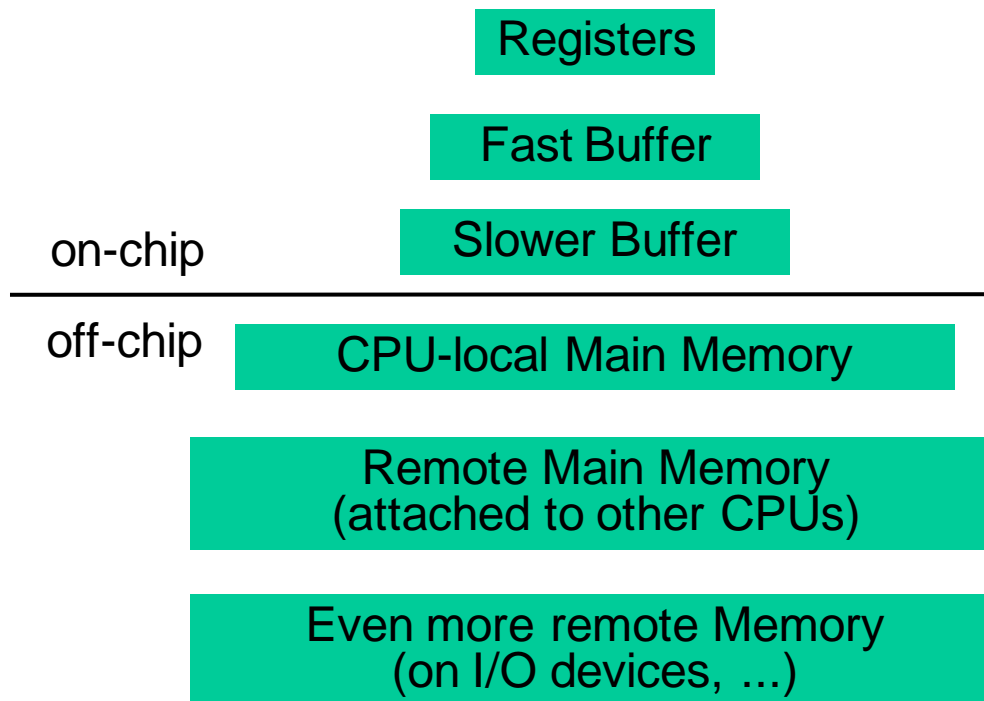 Registers
Fast Buffer
Slower Buffer
on-chip
off-chip
CPU-local Main Memory
Remote Main Memory
(attached to other CPUs)
Even more remote Memory
(on I/O devices, ...)